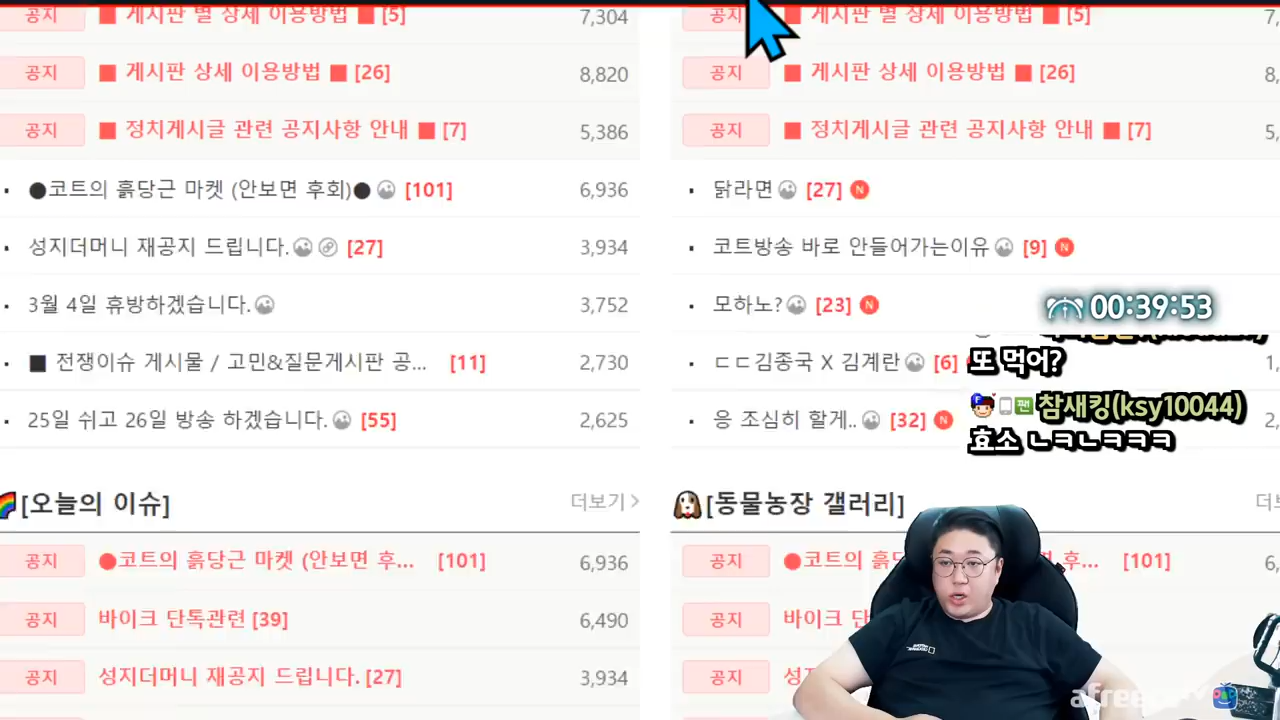 공지 ■ 게시판 별 상세 이용방법 ■ [5] 7,304
공지 ■ 게시판 상세 이용방법 ■ [26] 8,820
공지 ■ 정치게시글 관련 공지사항 안내 ■ [7] 5,386
●코트의 흙당근 마켓 (안보면 후회)● [101] 6,936
성지더머니 재공지 드립니다. [27] 3,934
3월 4일 휴방하겠습니다. 3,752
■ 전쟁이슈 게시물 / 고민&질문게시판 공... [11] 2,730
25일 쉬고 26일 방송 하겠습니다. [55] 2,625
[오늘의 이슈] 더보기 >
공지 ●코트의 흙당근 마켓 (안보면 후... [101] 6,936
공지 바이크 단톡관련 [39] 6,490
공지 성지더머니 재공지 드립니다. [27] 3,934
공지 ■ 게시판 별 상세 이용방법 ■ [5] 7,
공지 ■ 게시판 상세 이용방법 ■ [26] 8,
공지 ■ 정치게시글 관련 공지사항 안내 ■ [7] 5,
닭라면 [27] N
코트방송 바로 안들어가는이유 [9] N
모하노? [23] N
ㄷㄷ김종국 X 김계란 [6] 1,
응 조심히 할게.. [32] N 2,
00:39:53
또 먹어?
F 팬 참새킹(ksy10044)
효소 ㄴㅋㄴㅋㅋㅋ
[동물농장 갤러리]
공지 ●코트의 후... [101] 6,
공지 바이크
공지